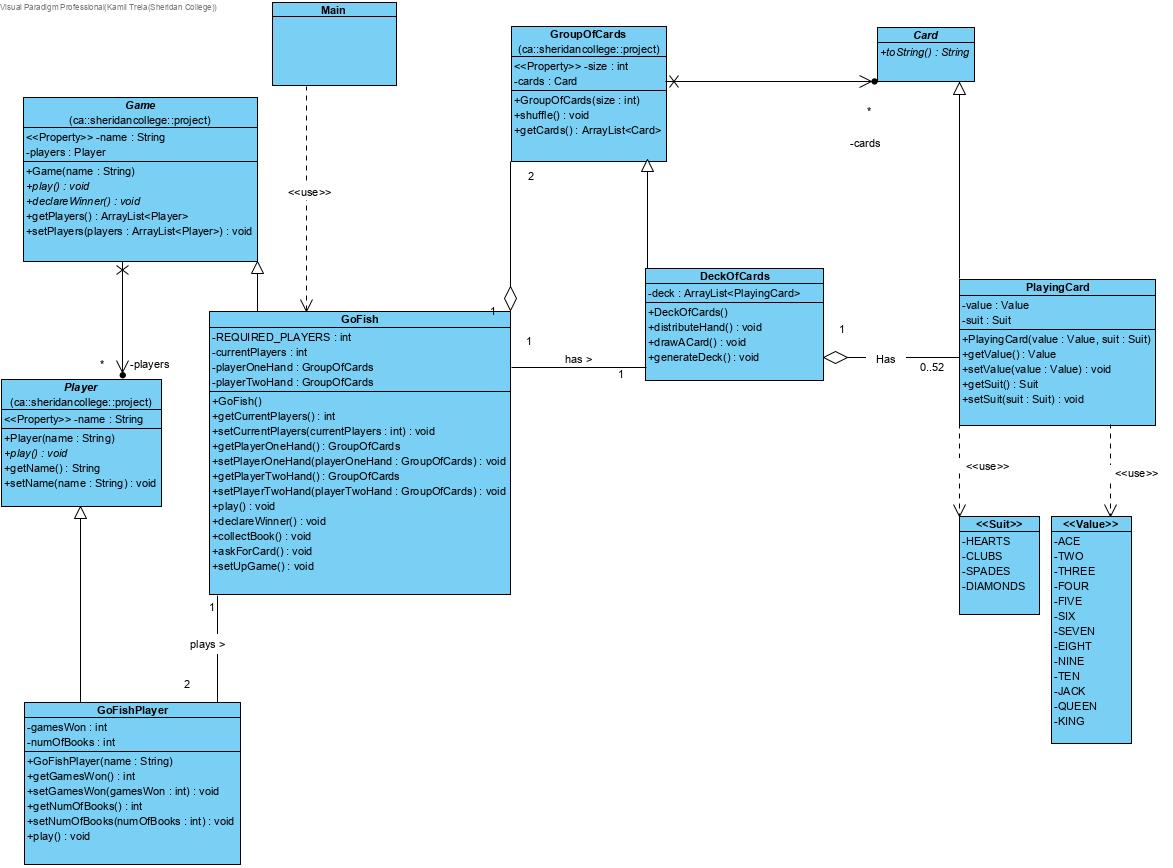 Visual Paradigm Professional(Kamil Trela(Sheridan College))
Main
<<use>>
GroupOfCards
(ca::sheridancollege::project)
<<Property>> -size : int
-cards : Card
+GroupOfCards(size : int)
+shuffle() : void
+getCards() : ArrayList<Card>
2
Card
+toString() : String
*
-cards
Game
(ca::sheridancollege::project)
<<Property>> -name : String
-players : Player
+Game(name : String)
+play() : void
+declareWinner() : void
+getPlayers() : ArrayList<Player>
+setPlayers(players : ArrayList<Player>) : void
* -players
Player
(ca::sheridancollege::project)
<<Property>> -name : String
+Player(name : String)
+play() : void
+getName() : String
+setName(name : String) : void
GoFish
-REQUIRED_PLAYERS : int
-currentPlayers : int
-playerOneHand : GroupOfCards
-playerTwoHand : GroupOfCards
+GoFish()
+getCurrentPlayers() : int
+setCurrentPlayers(currentPlayers : int) : void
+getPlayerOneHand() : GroupOfCards
+setPlayerOneHand(playerOneHand : GroupOfCards) : void
+getPlayerTwoHand() : GroupOfCards
+setPlayerTwoHand(playerTwoHand : GroupOfCards) : void
+play() : void
+declareWinner() : void
+collectBook() : void
+askForCard() : void
+setUpGame() : void
1
1
has >
1
DeckOfCards
-deck : ArrayList<PlayingCard>
+DeckOfCards()
+distributeHand() : void
+drawACard() : void
+generateDeck() : void
1
Has
0..52
PlayingCard
-value : Value
-suit : Suit
+PlayingCard(value : Value, suit : Suit)
+getValue() : Value
+setValue(value : Value) : void
+getSuit() : Suit
+setSuit(suit : Suit) : void
<<use>>
<<use>>
<<Suit>>
-HEARTS
-CLUBS
-SPADES
-DIAMONDS
<<Value>>
-ACE
-TWO
-THREE
-FOUR
-FIVE
-SIX
-SEVEN
-EIGHT
-NINE
-TEN
-JACK
-QUEEN
-KING
1
plays >
2
GoFishPlayer
-gamesWon : int
-numOfBooks : int
+GoFishPlayer(name : String)
+getGamesWon() : int
+setGamesWon(gamesWon : int) : void
+getNumOfBooks() : int
+setNumOfBooks(numOfBooks : int) : void
+play() : void